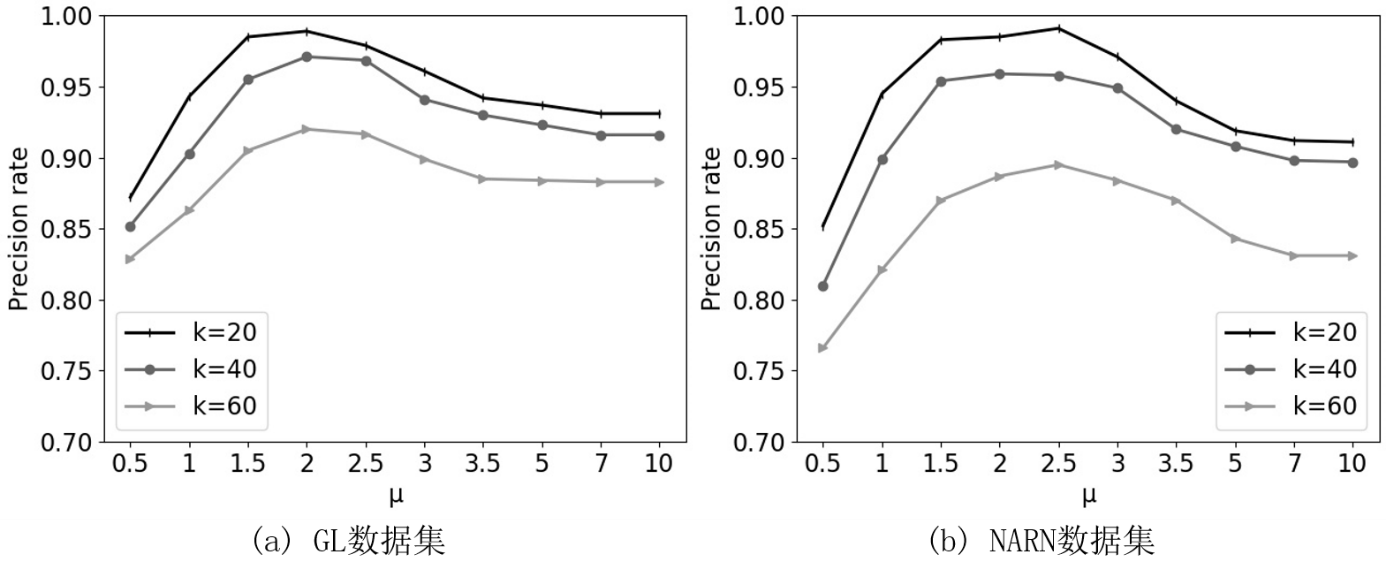 1.00
0.95
0.90
0.85
0.80
0.75
0.70
Precision rate
k=20
k=40
k=60
0.5 1 1.5 2 2.5 3 3.5 5 7 10
μ
(a) GL数据集
1.00
0.95
0.90
0.85
0.80
0.75
0.70
Precision rate
k=20
k=40
k=60
0.5 1 1.5 2 2.5 3 3.5 5 7 10
μ
(b) NARN数据集